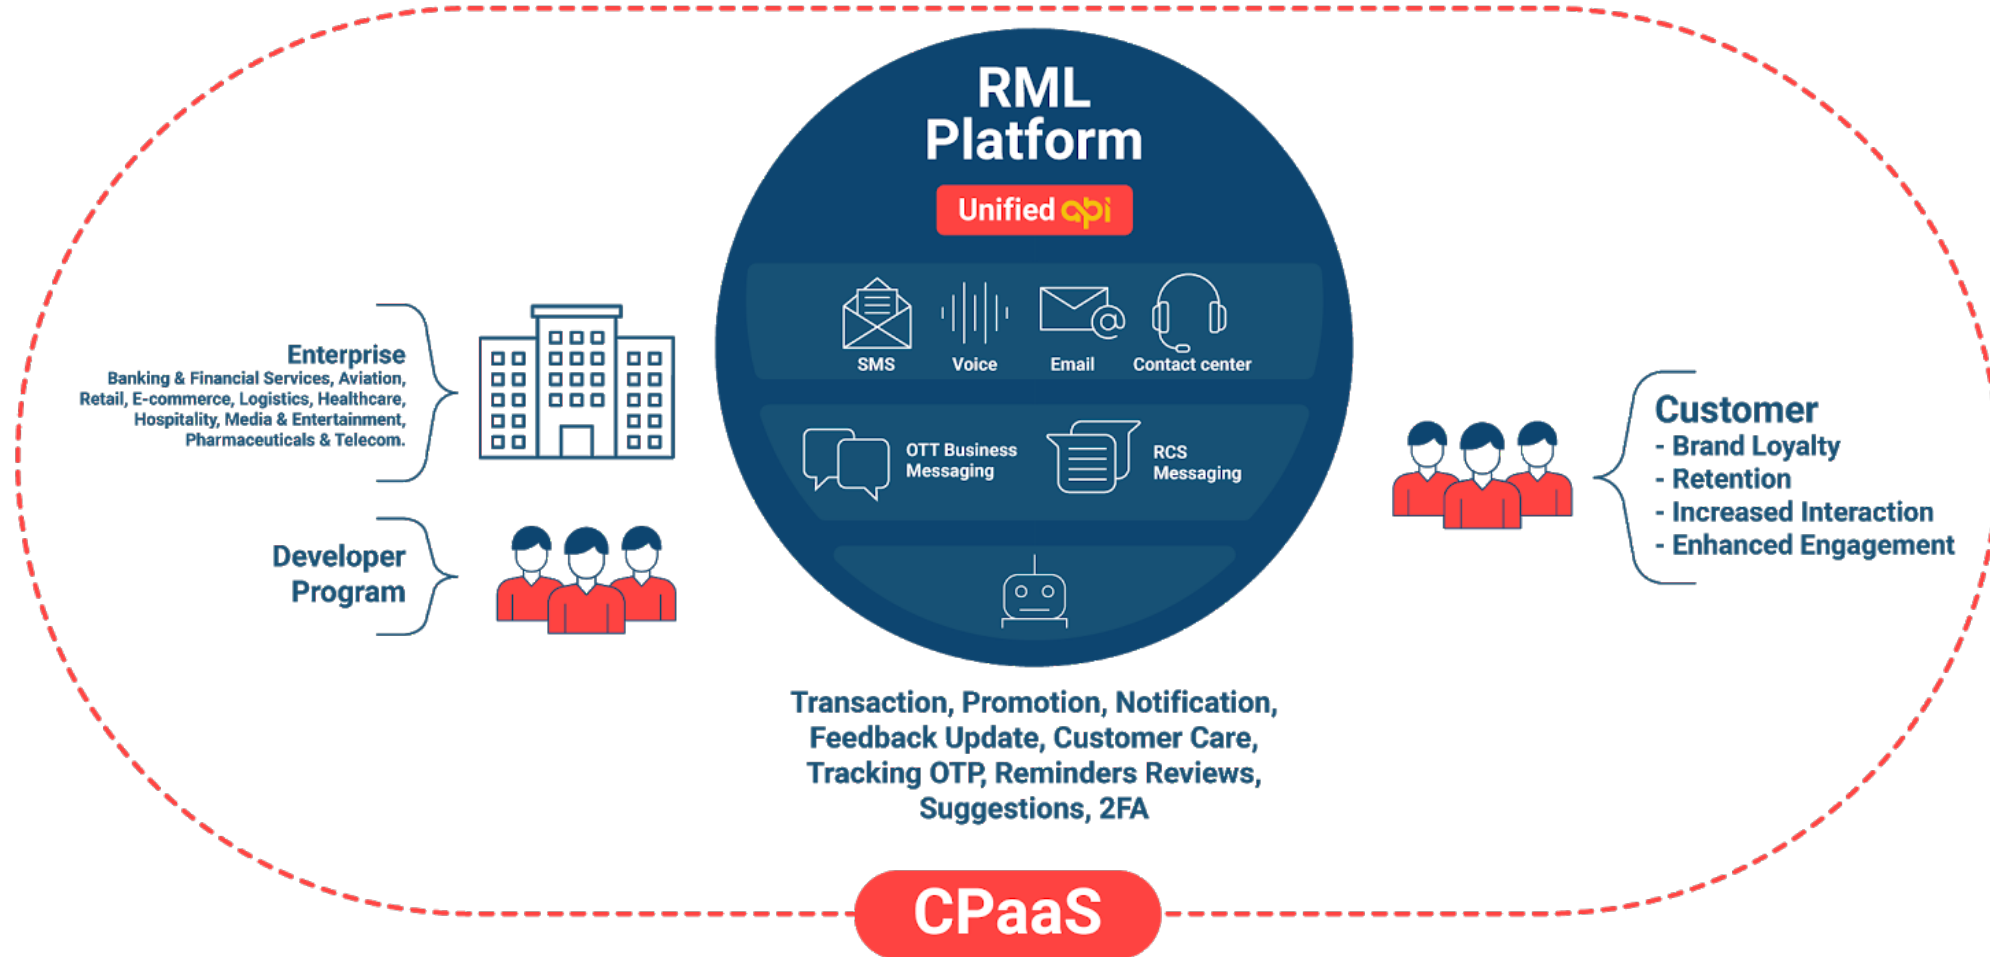 RML
Platform
Unified api
SMS
Voice
Email
Contact center
OTT Business
Messaging
RCS
Messaging
Enterprise
Banking & Financial Services, Aviation,
Retail, E-commerce, Logistics, Healthcare,
Hospitality, Media & Entertainment,
Pharmaceuticals & Telecom.
Developer
Program
Customer
- Brand Loyalty
- Retention
- Increased Interaction
- Enhanced Engagement
Transaction, Promotion, Notification,
Feedback Update, Customer Care,
Tracking OTP, Reminders Reviews,
Suggestions, 2FA
CPaaS